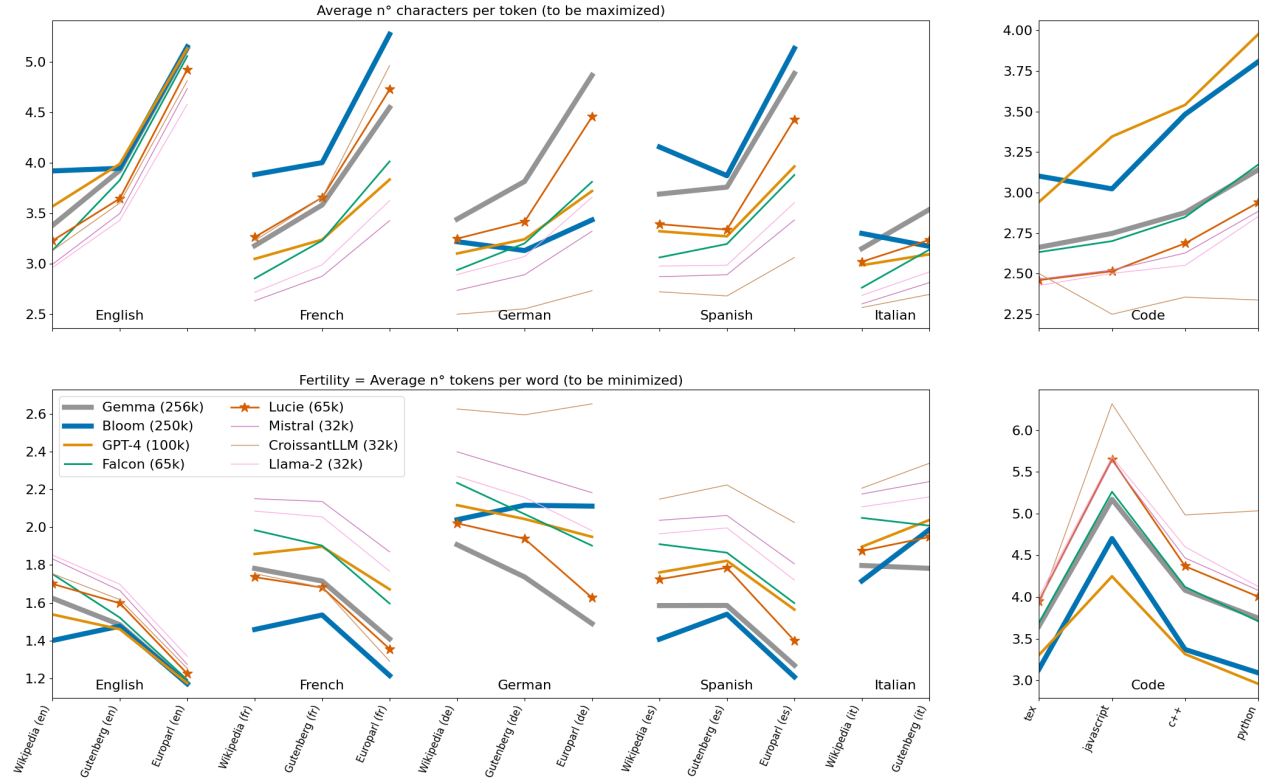 Average n° characters per token (to be maximized)
5.0
4.5
4.0
3.5
3.0
2.5
English
French
German
Spanish
Italian
4.00
3.75
3.50
3.25
3.00
2.75
2.50
2.25
Code
Fertility = Average n° tokens per word (to be minimized)
2.6
2.4
2.2
2.0
1.8
1.6
1.4
1.2
Gemma (256k)
Bloom (250k)
GPT-4 (100k)
Falcon (65k)
Lucie (65k)
Mistral (32k)
CroissantLLM (32k)
Llama-2 (32k)
English
French
German
Spanish
Italian
Wikipedia (en)
Gutenberg (en)
Europarl (en)
Wikipedia (fr)
Gutenberg (fr)
Europarl (fr)
Wikipedia (de)
Gutenberg (de)
Europarl (de)
Wikipedia (es)
Gutenberg (es)
Europarl (es)
Wikipedia (it)
Gutenberg (it)
6.0
5.5
5.0
4.5
4.0
3.5
3.0
Code
tex
javascript
c++
python